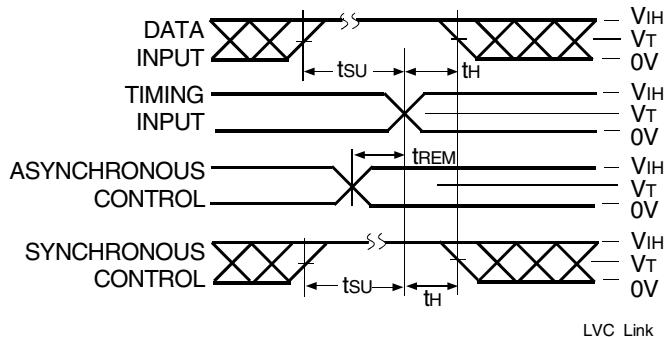 DATA
INPUT
tSU
tH
VIH
VT
0V
TIMING
INPUT
VIH
VT
0V
tREM
ASYNCHRONOUS
CONTROL
VIH
VT
0V
SYNCHRONOUS
CONTROL
tSU
tH
VIH
VT
0V
LVC Link